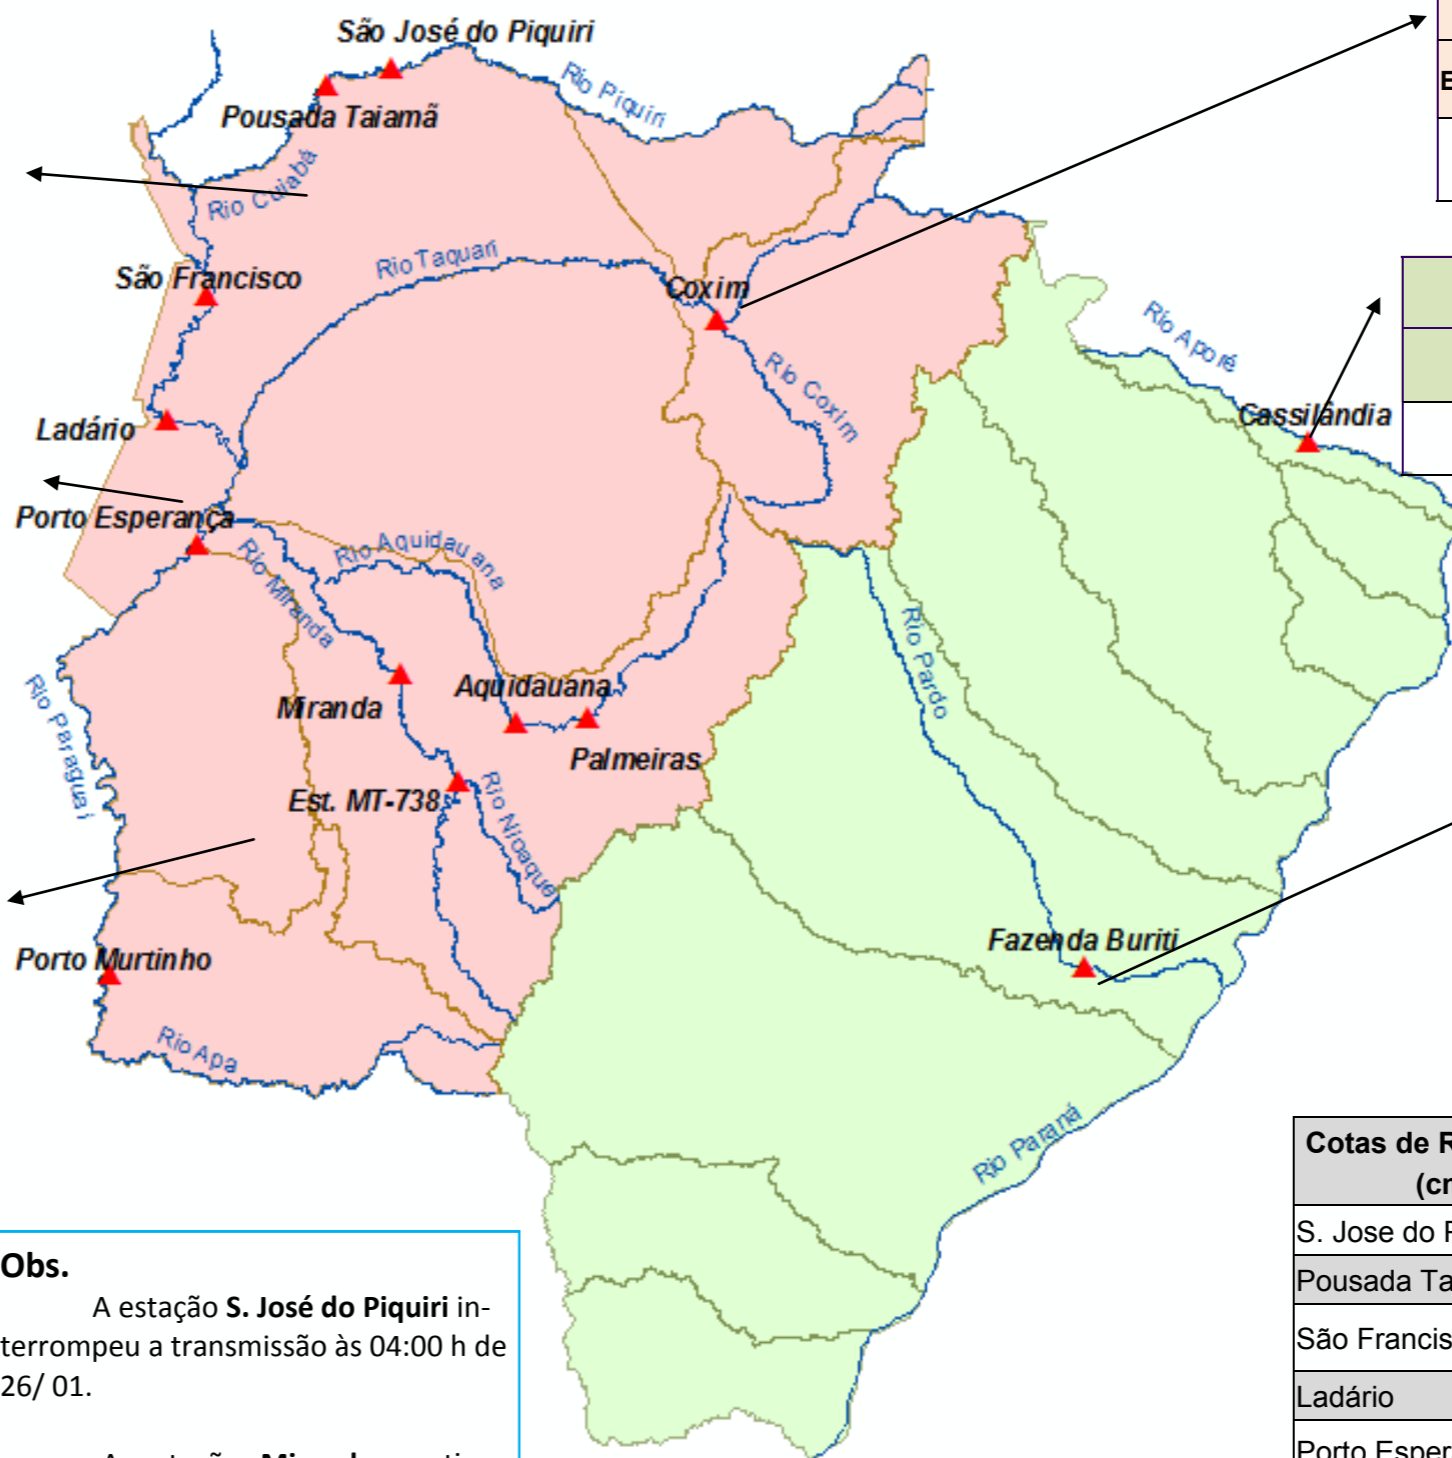 São José do Piquiri
Rio Piquiri
Pousada Taiamã
Rio Cuiabá
E
São Francisco
Rio Taquari
Coxim
Rio Aporé
Rio Coxim
Cassilândia
Ladário
Porto Esperança
Rio Aquidauana
Rio Miranda
Rio Pardo
Rio Paraguai
Aquidauana
Miranda
Palmeiras
Est. MT-738
Rio Nioaque
Fazenda Buriti
Porto Murtinho
Rio Apa
Rio Paraná
Cotas de R
(cr
S. Jose do P
Pousada Ta
São Francis
Ladário
Porto Esper
Obs.
A estação S. José do Piquiri in-
terrompeu a transmissão às 04:00 h de
26/ 01.